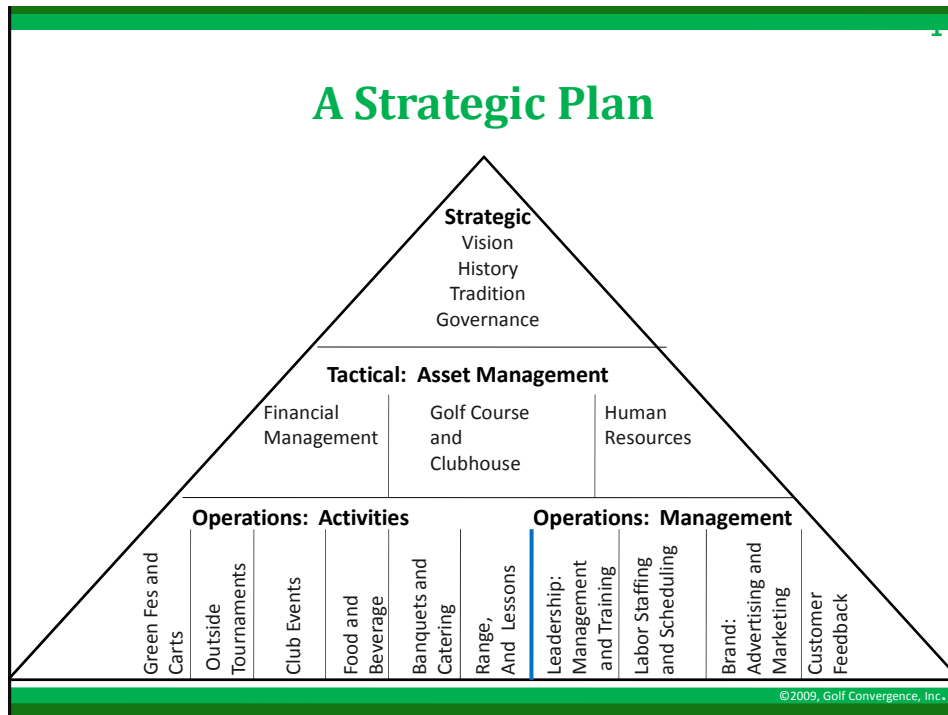 1
A Strategic Plan
Strategic
Vision
History
Tradition
Governance
Tactical: Asset Management
Financial
Management
Golf Course
and
Clubhouse
Human
Resources
Operations: Activities
Operations: Management
Green Fes and
Carts
Outside
Tournaments
Club Events
Food and
Beverage
Banquets and
Catering
Range,
And Lessons
Leadership:
Management
and Training
Labor Staffing
and Scheduling
Brand:
Advertising and
Marketing
Customer
Feedback
©2009, Golf Convergence, Inc.